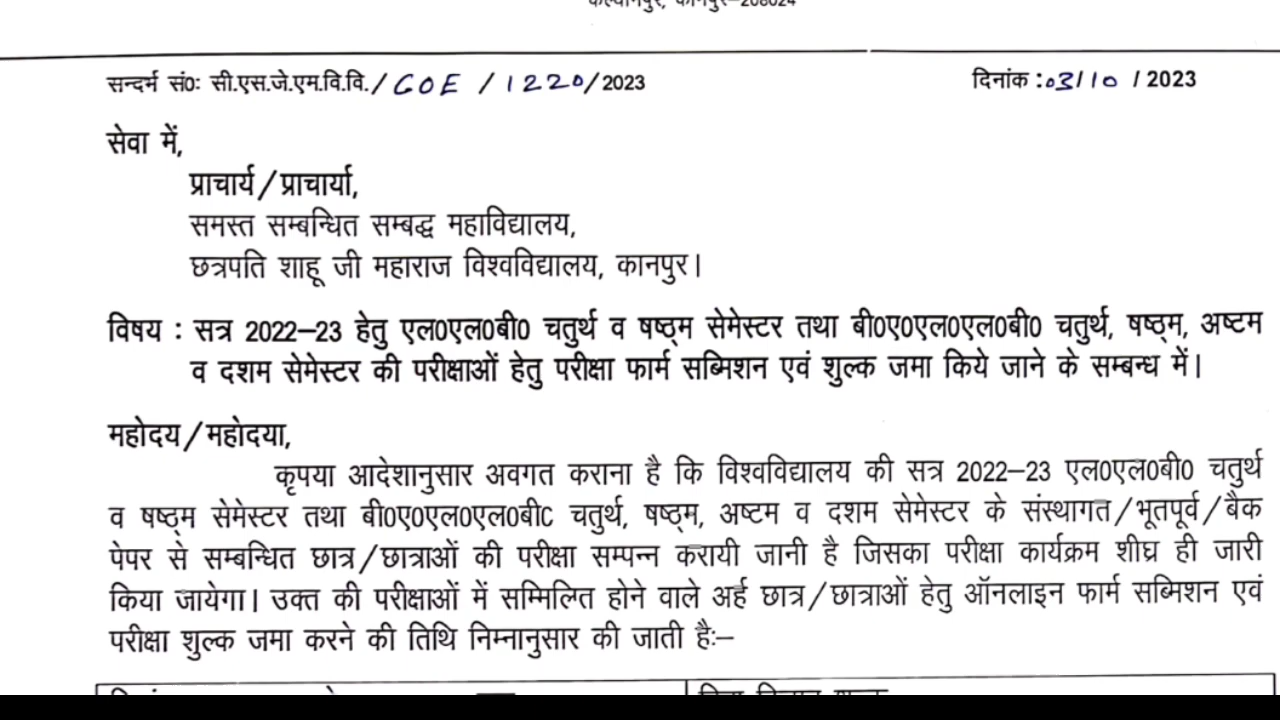 कल्यानपुर, कानपुर–208024
सन्दर्भ सं0: सी.एस.जे.एम.वि.वि./COE/1220/2023 दिनांक :03/10/2023
सेवा में,
प्राचार्य/प्राचार्या,
समस्त सम्बन्धित सम्बद्ध महाविद्यालय,
छत्रपति शाहू जी महाराज विश्वविद्यालय, कानपुर।
विषय : सत्र 2022–23 हेतु एल0एल0बी0 चतुर्थ व षष्ठ्म सेमेस्टर तथा बी0ए0एल0एल0बी0 चतुर्थ, षष्ठ्म, अष्टम
व दशम सेमेस्टर की परीक्षाओं हेतु परीक्षा फार्म सब्मिशन एवं शुल्क जमा किये जाने के सम्बन्ध में।
महोदय/महोदया,
कृपया आदेशानुसार अवगत कराना है कि विश्वविद्यालय की सत्र 2022–23 एल0एल0बी0 चतुर्थ
व षष्ठ्म सेमेस्टर तथा बी0ए0एल0एल0बीC चतुर्थ, षष्ठ्म, अष्टम व दशम सेमेस्टर के संस्थागत/भूतपूर्व/बैक
पेपर से सम्बन्धित छात्र/छात्राओं की परीक्षा सम्पन्न करायी जानी है जिसका परीक्षा कार्यक्रम शीघ्र ही जारी
किया जायेगा। उक्त की परीक्षाओं में सम्मिलित होने वाले अर्ह छात्र/छात्राओं हेतु ऑनलाइन फार्म सब्मिशन एवं
परीक्षा शुल्क जमा करने की तिथि निम्नानुसार की जाती है:–